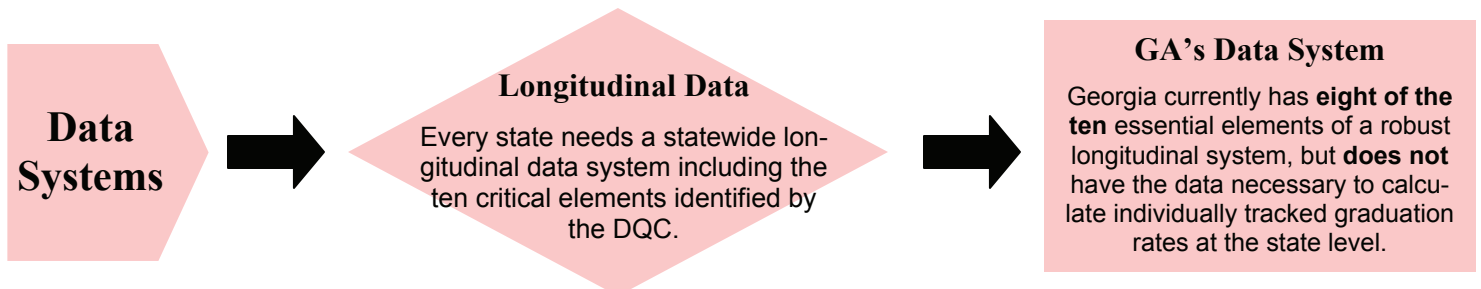 Data
Systems
Longitudinal Data
Every state needs a statewide lon-
gitudinal data system including the
ten critical elements identified by
the DQC.
GA’s Data System
Georgia currently has eight of the
ten essential elements of a robust
longitudinal system, but does not
have the data necessary to calcu-
late individually tracked graduation
rates at the state level.